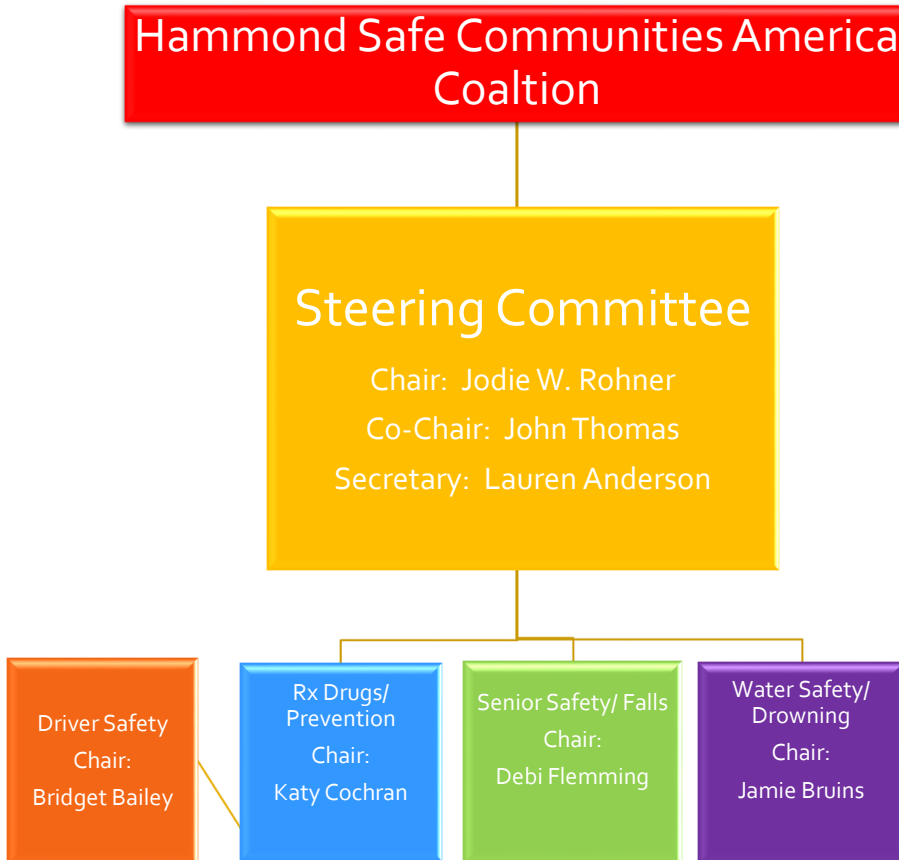 Hammond Safe Communities America
Coaltion
Steering Committee
Chair: Jodie W. Rohner
Co-Chair: John Thomas
Secretary: Lauren Anderson
Driver Safety
Chair:
Bridget Bailey
Rx Drugs/
Prevention
Chair:
Katy Cochran
Senior Safety/ Falls
Chair:
Debi Flemming
Water Safety/
Drowning
Chair:
Jamie Bruins